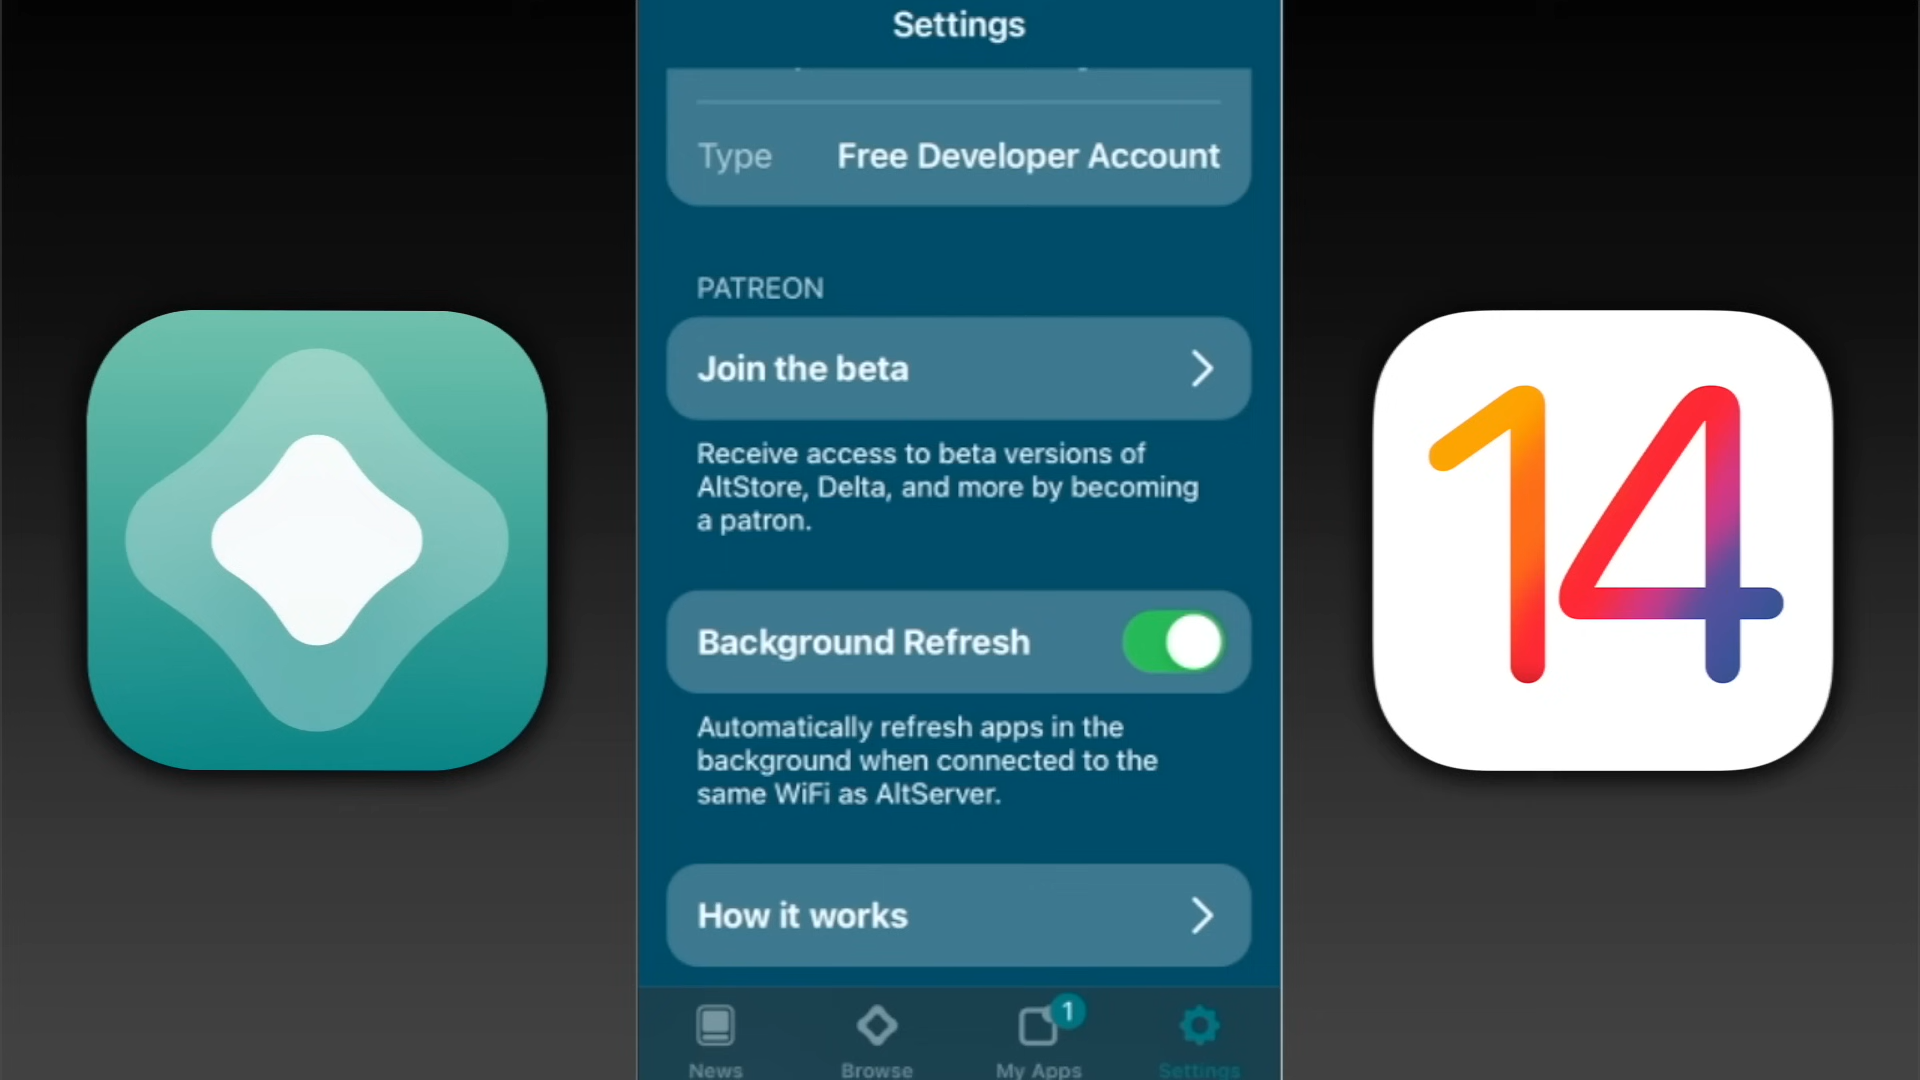 Settings
Type Free Developer Account
PATREON
Join the beta
Receive access to beta versions of
AltStore, Delta, and more by becoming
a patron.
Background Refresh
Automatically refresh apps in the
background when connected to the
same WiFi as AltServer.
How it works
1
News Browse My Apps Settings
14